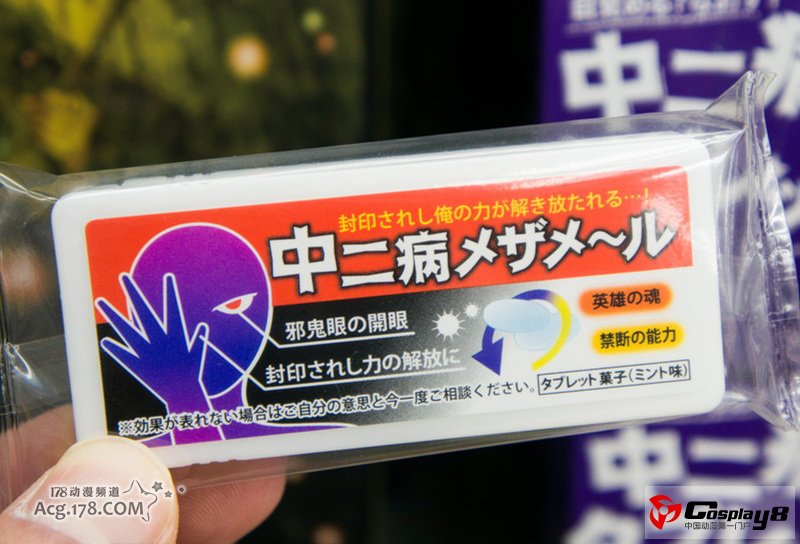 中二病
封印されし俺の力が解き放たれる…！
中二病メザメ〜ル
邪鬼眼の開眼
英雄の魂
封印されし力の解放に
禁断の能力
※効果が表れない場合はご自分の意思と今一度ご相談ください。
タブレット菓子(ミント味)
中二
178动漫频道
Acg.178.COM
Cosplay8
中国动漫第一门户